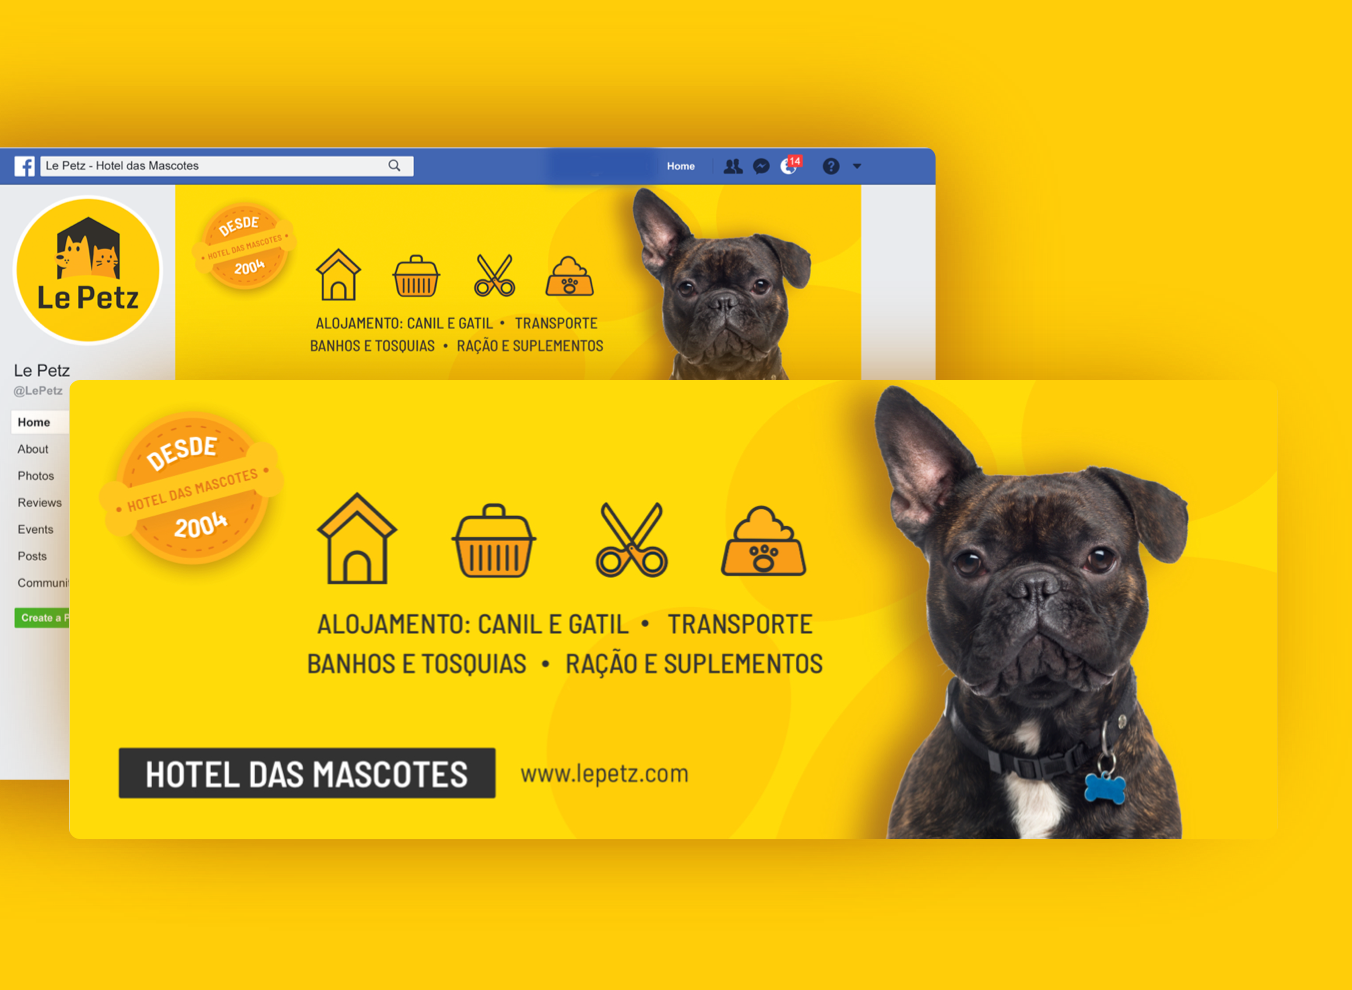 Le Petz - Hotel das Mascotes
Home
14
?
DESDE
HOTEL DAS MASCOTES
2004
Le Petz
ALOJAMENTO: CANIL E GATIL • TRANSPORTE
BANHOS E TOSQUIAS • RAÇÃO E SUPLEMENTOS
Le Petz
@LePetz
Home
About
Photos
Reviews
Events
Posts
Communi
Create a P
DESDE
HOTEL DAS MASCOTES
2004
ALOJAMENTO: CANIL E GATIL • TRANSPORTE
BANHOS E TOSQUIAS • RAÇÃO E SUPLEMENTOS
HOTEL DAS MASCOTES
www.lepetz.com